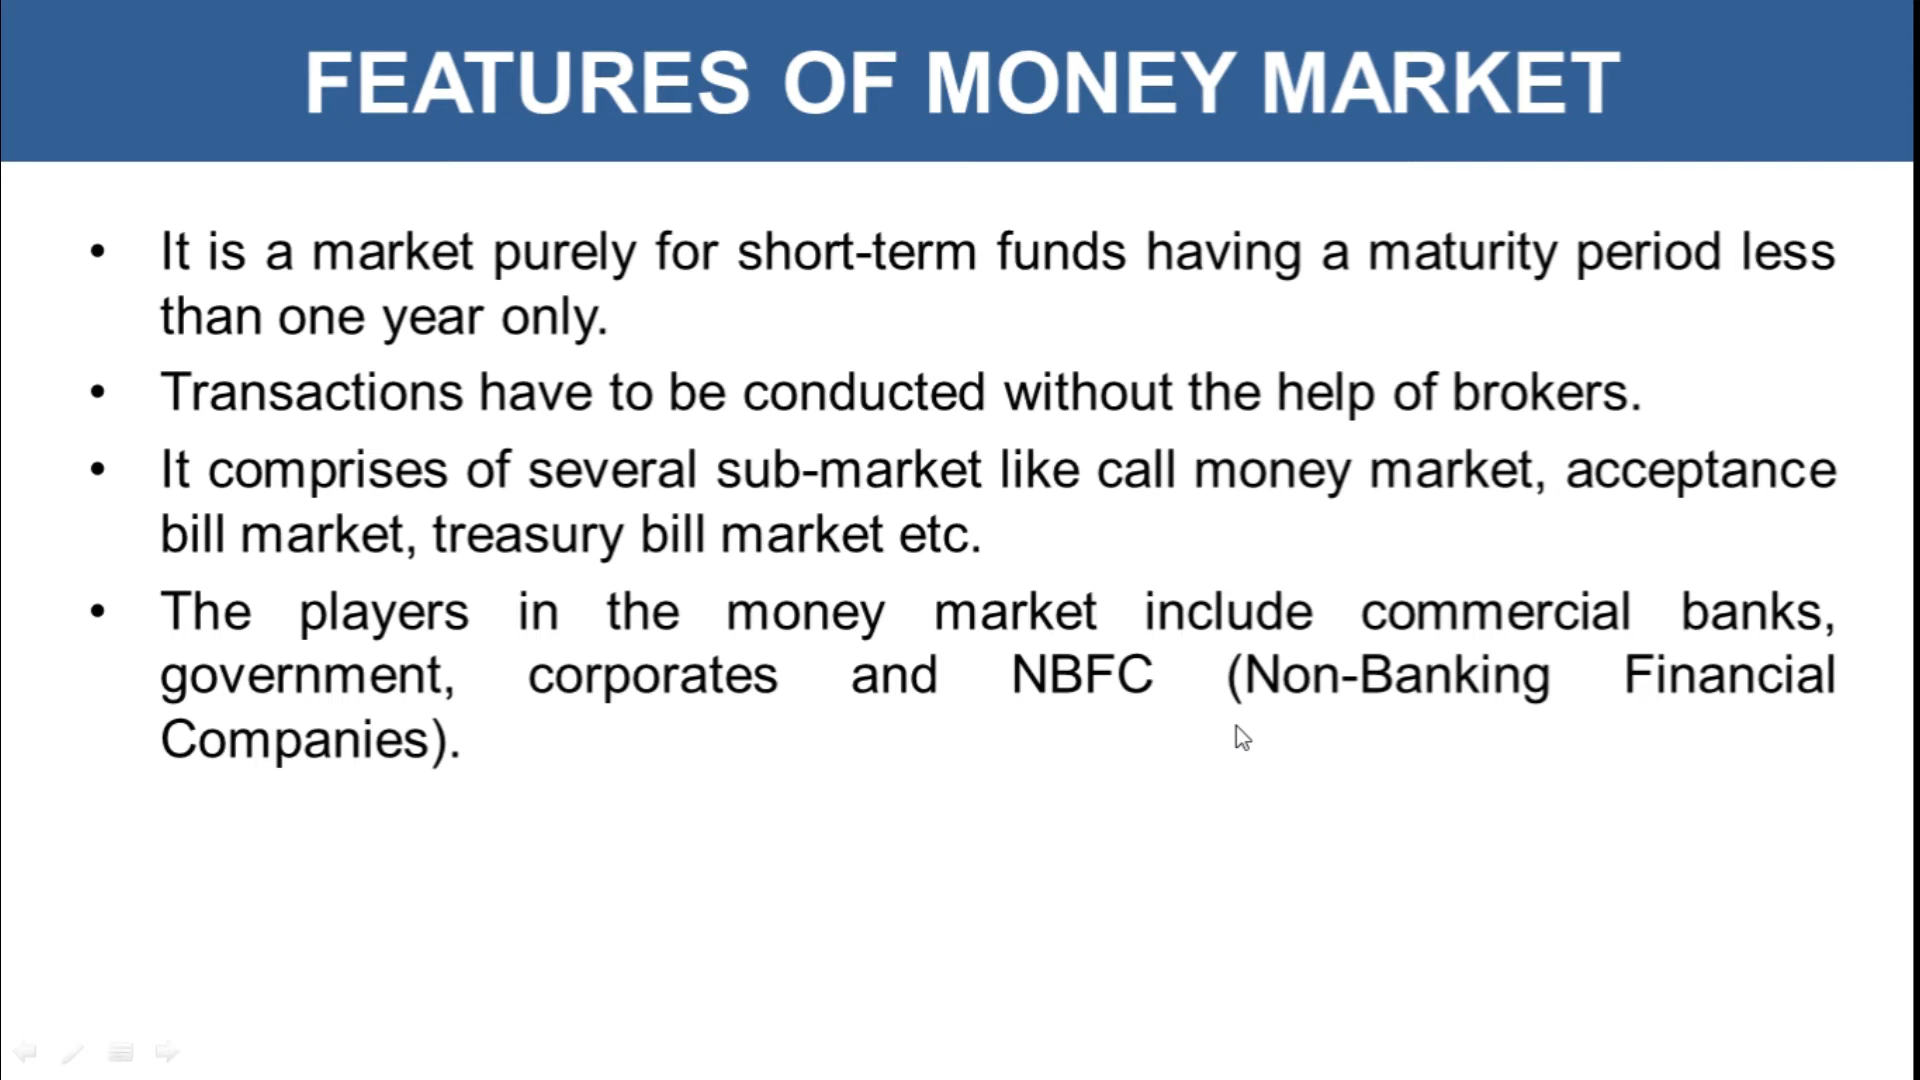 FEATURES OF MONEY MARKET
• It is a market purely for short-term funds having a maturity period less
than one year only.
• Transactions have to be conducted without the help of brokers.
• It comprises of several sub-market like call money market, acceptance
bill market, treasury bill market etc.
• The players in the money market include commercial banks,
government, corporates and NBFC (Non-Banking Financial
Companies).